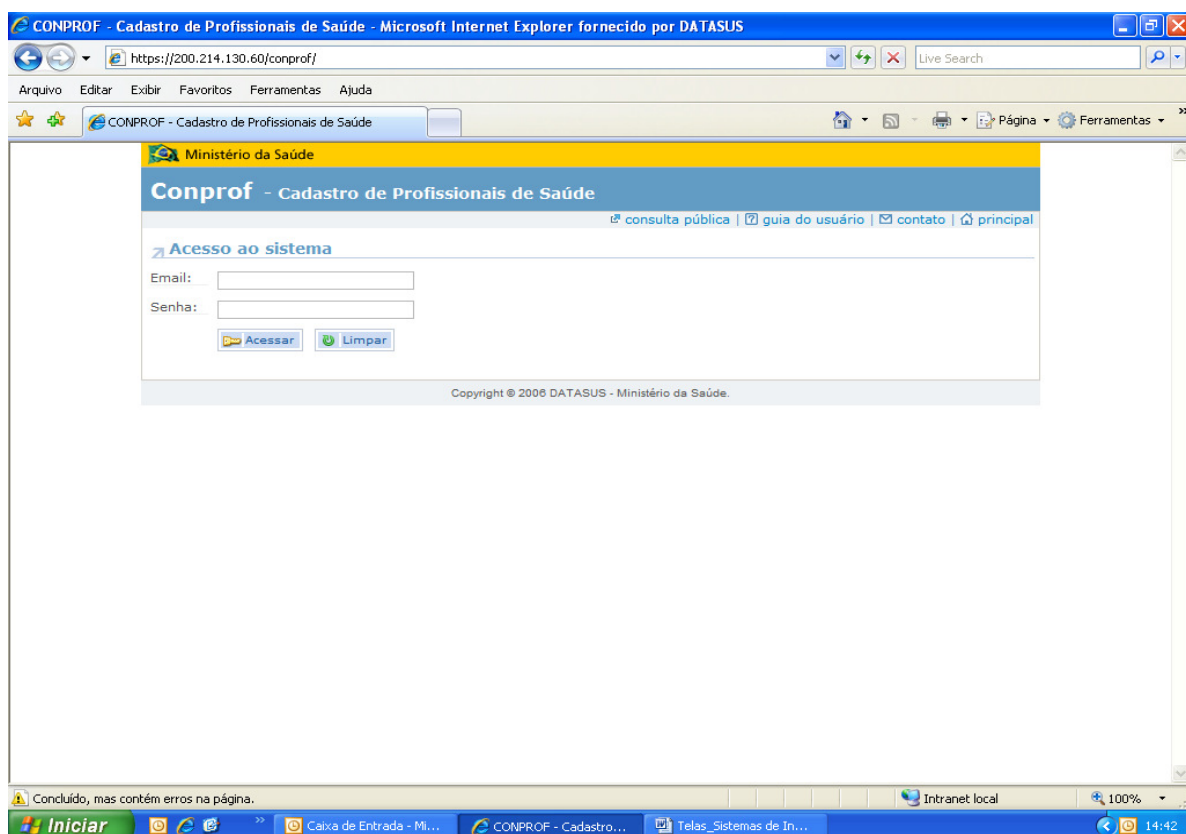 CONPROF - Cadastro de Profissionais de Saúde - Microsoft Internet Explorer fornecido por DATASUS
https://200.214.130.60/conprof/
Live Search
Arquivo Editar Exibir Favoritos Ferramentas Ajuda
CONPROF - Cadastro de Profissionais de Saúde
Página Ferramentas
Ministério da Saúde
Conprof - Cadastro de Profissionais de Saúde
consulta pública | guia do usuário | contato | principal
Acesso ao sistema
Email:
Senha:
Acessar Limpar
Copyright © 2006 DATASUS - Ministério da Saúde.
Concluído, mas contém erros na página. Intranet local 100%
Iniciar Caixa de Entrada - Mi... CONPROF - Cadastro... Telas_Sistemas de In... 14:42